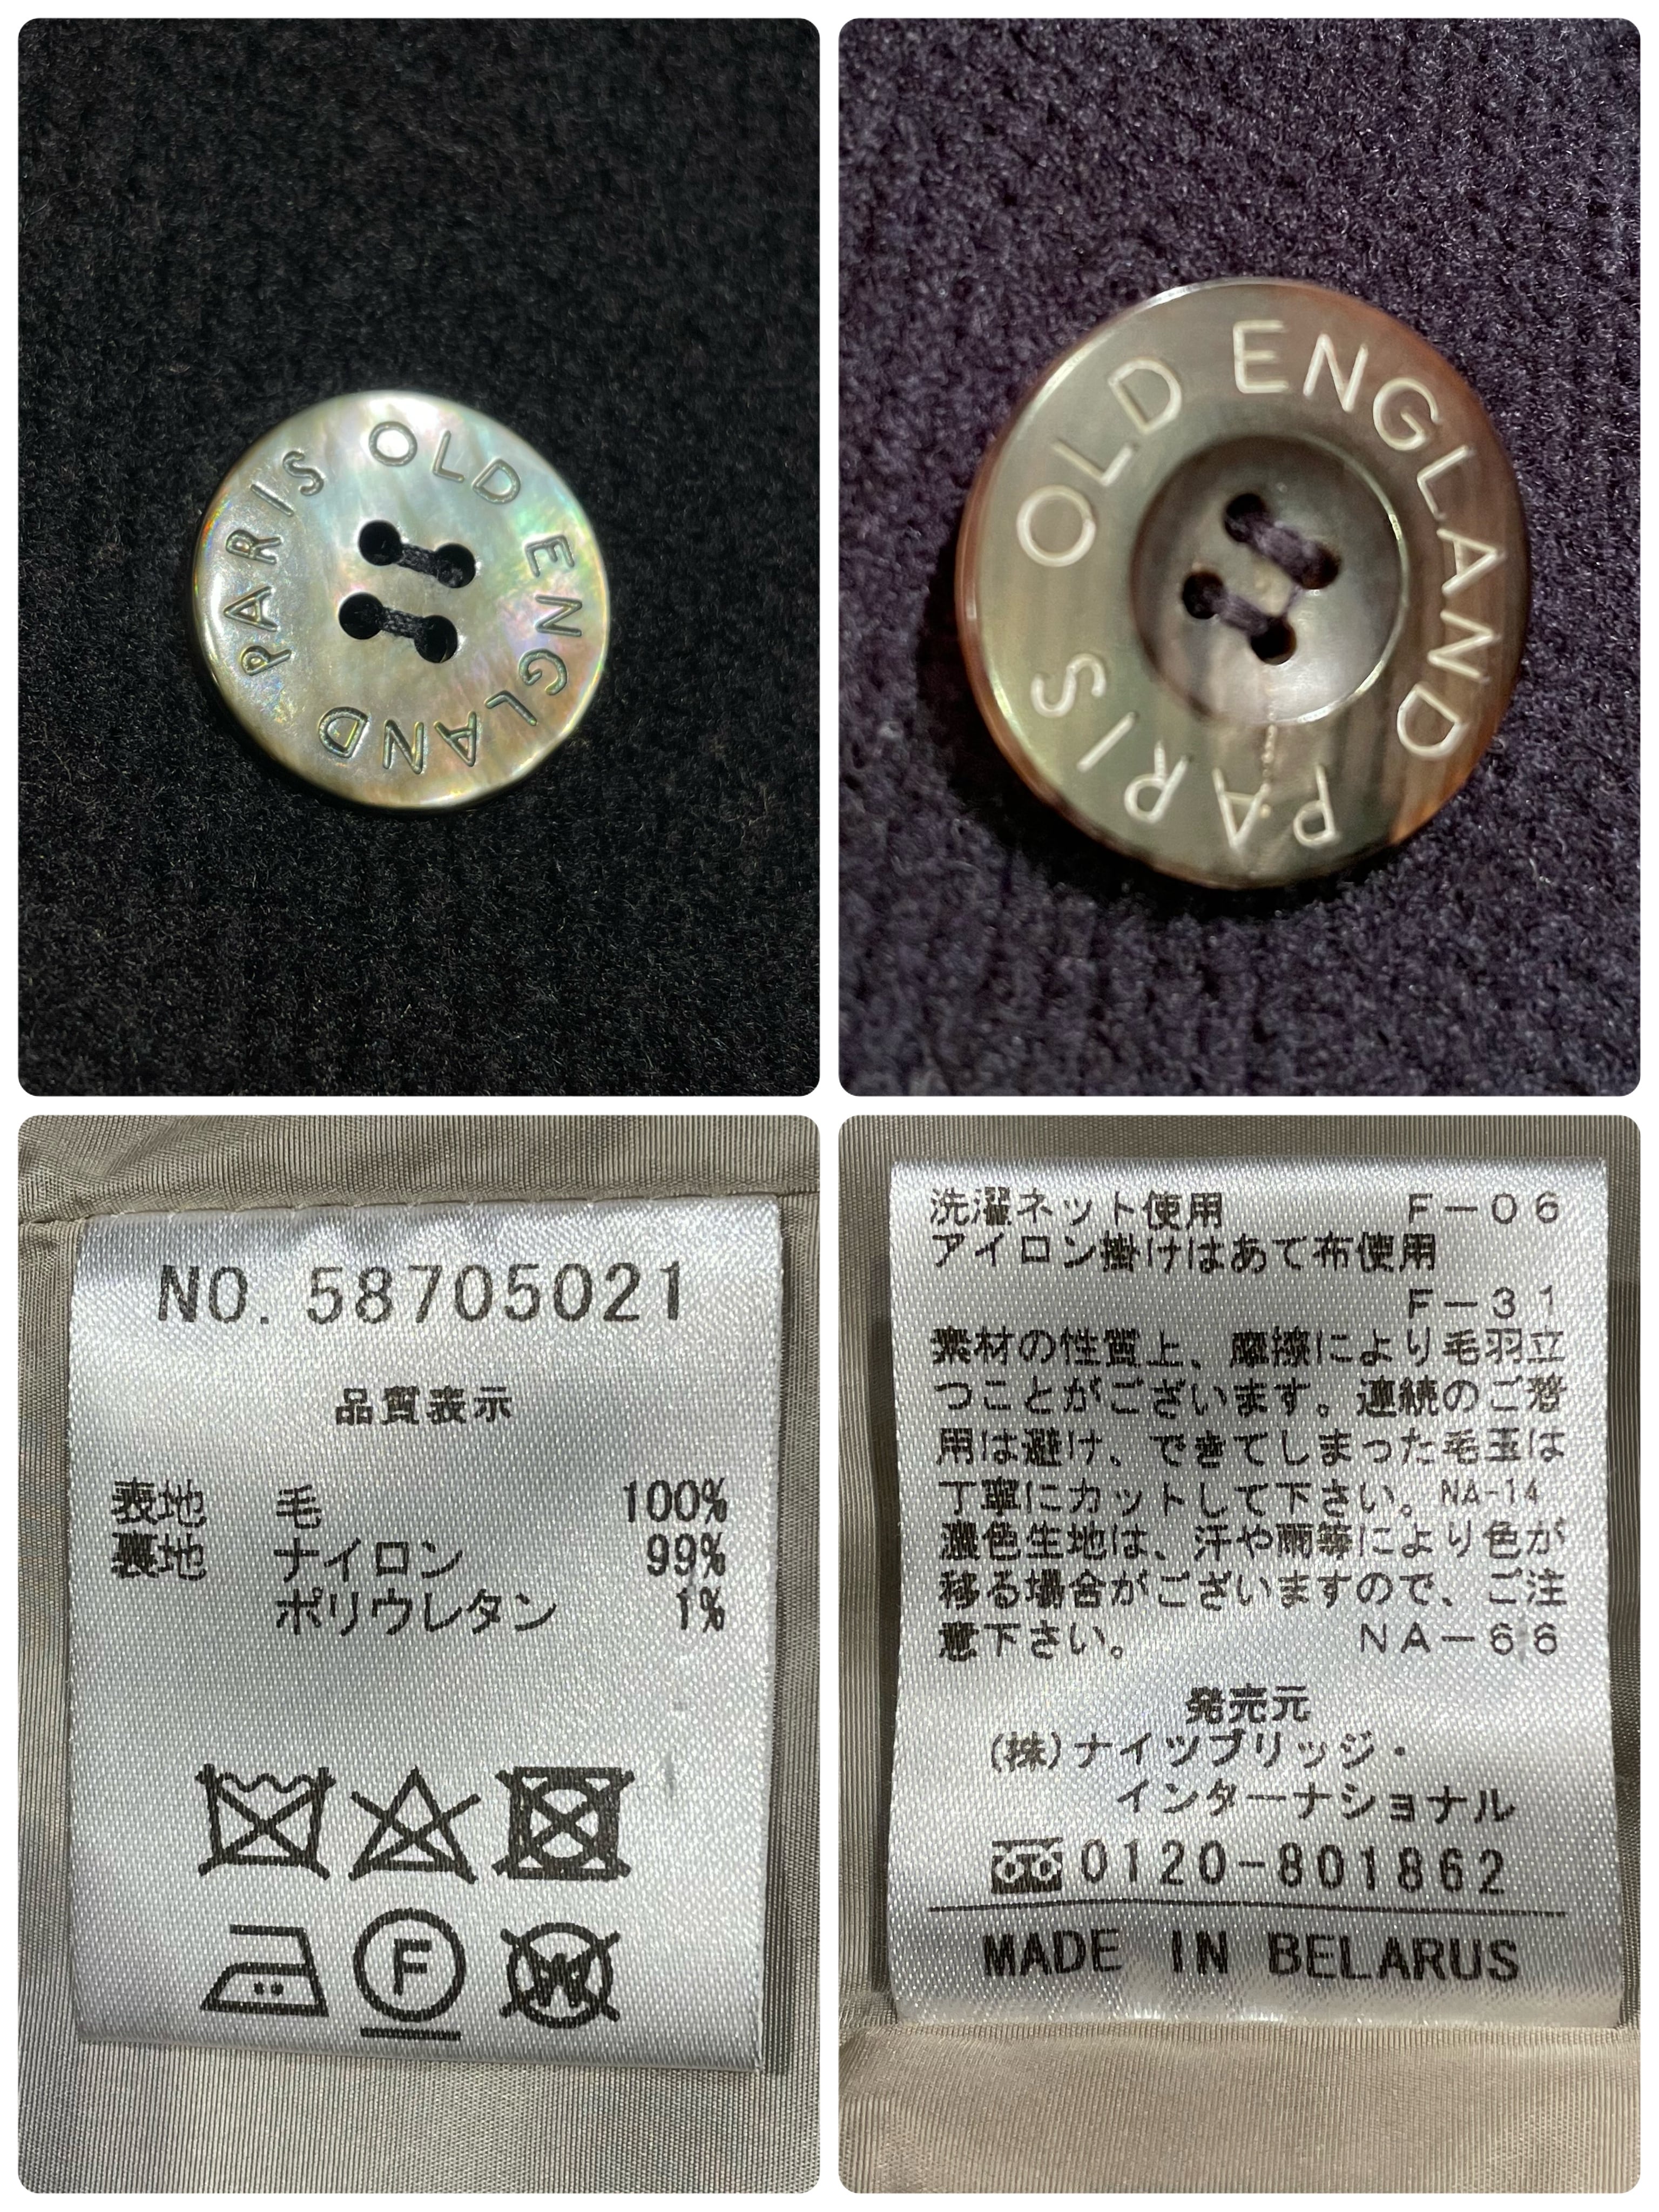 OLD ENGLAND PARIS
OLD ENGLAND PARIS
NO. 58705021
品質表示
表地 毛 100%
裏地 ナイロン 99%
ポリウレタン 1%
F
W
洗濯ネット使用 F-06
アイロン掛けはあて布使用
F-31
素材の性質上、摩擦により毛羽立
つことがございます。連続のご着
用は避け、できてしまった毛玉は
丁寧にカットして下さい。NA-14
濃色生地は、汗や雨等により色が
移る場合がございますので、ご注
意下さい。 NA-66
発売元
(株)ナイツブリッジ・
インターナショナル
0120-801862
MADE IN BELARUS